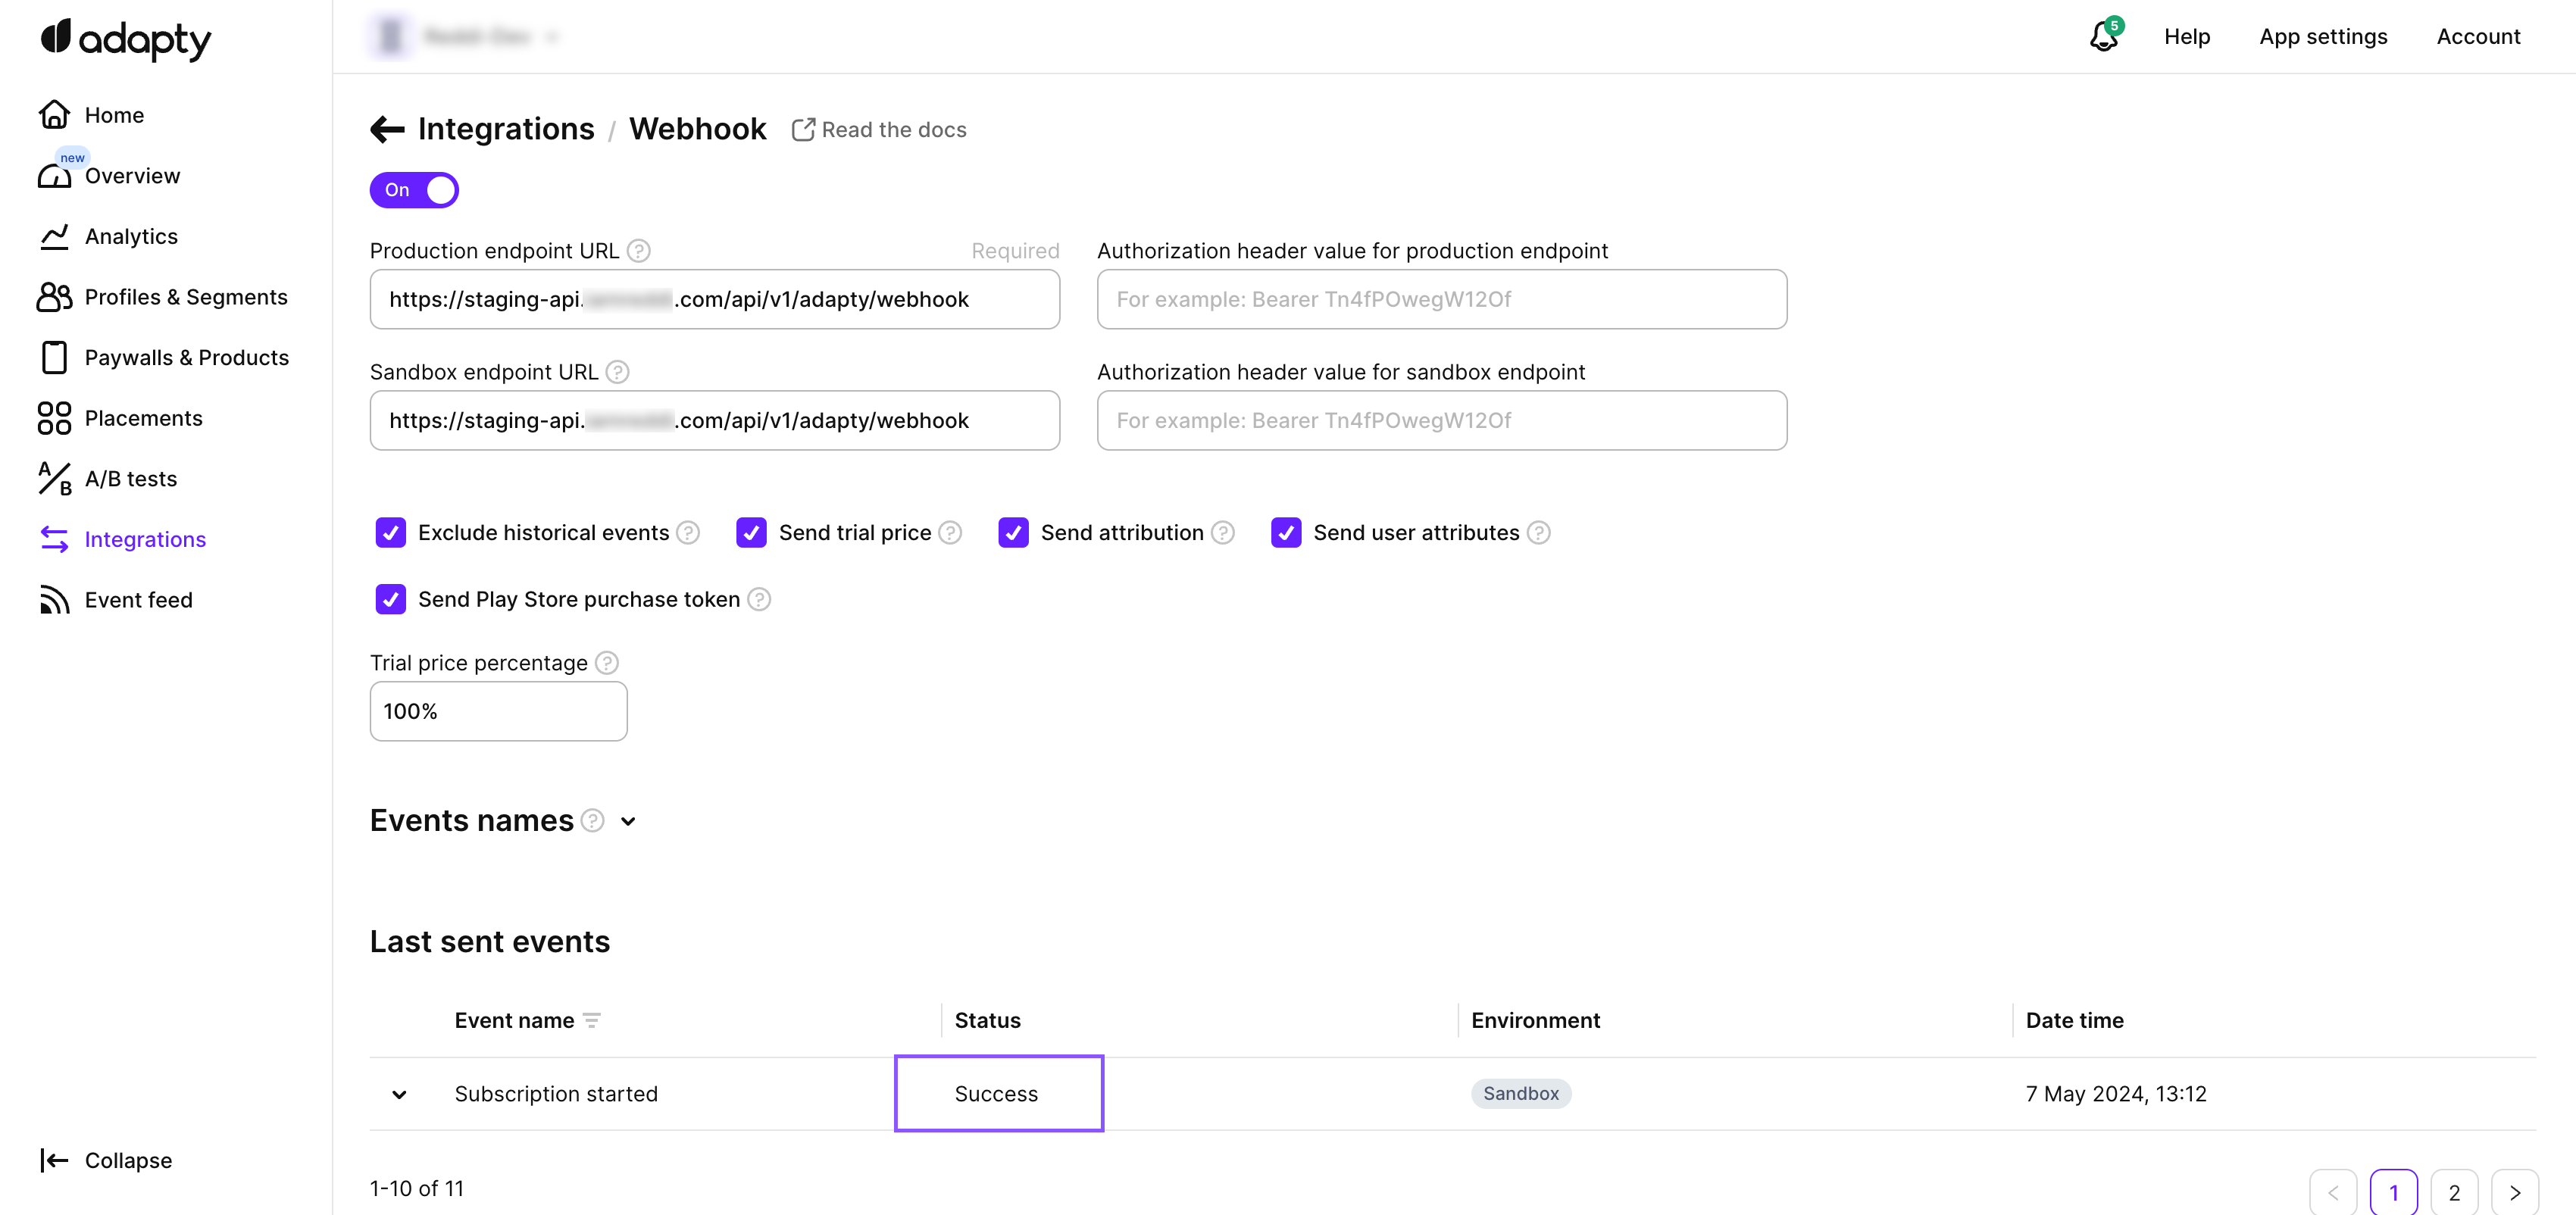 adapty
5
Help
App settings
Account
Home
new
Overview
Analytics
Profiles & Segments
Paywalls & Products
Placements
A/B tests
Integrations
Event feed
Collapse
Integrations / Webhook Read the docs
On
Production endpoint URL ? Required
https://staging-api. .com/api/v1/adapty/webhook
Authorization header value for production endpoint
For example: Bearer Tn4fPOwegW12Of
Sandbox endpoint URL ?
https://staging-api. .com/api/v1/adapty/webhook
Authorization header value for sandbox endpoint
For example: Bearer Tn4fPOwegW12Of
Exclude historical events ? Send trial price ? Send attribution ? Send user attributes ?
Send Play Store purchase token ?
Trial price percentage ?
100%
Events names ?
Last sent events
Event name Status Environment Date time
Subscription started Success Sandbox 7 May 2024, 13:12
1-10 of 11
< 1 2 >